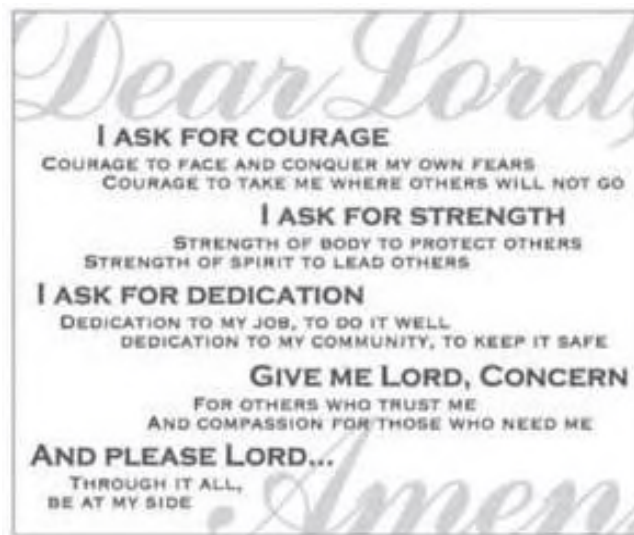 Dear Lord,
I ASK FOR COURAGE
COURAGE TO FACE AND CONQUER MY OWN FEARS
COURAGE TO TAKE ME WHERE OTHERS WILL NOT GO
I ASK FOR STRENGTH
STRENGTH OF BODY TO PROTECT OTHERS
STRENGTH OF SPIRIT TO LEAD OTHERS
I ASK FOR DEDICATION
DEDICATION TO MY JOB, TO DO IT WELL
DEDICATION TO MY COMMUNITY, TO KEEP IT SAFE
GIVE ME LORD, CONCERN
FOR OTHERS WHO TRUST ME
AND COMPASSION FOR THOSE WHO NEED ME
AND PLEASE LORD...
THROUGH IT ALL,
BE AT MY SIDE
Amen